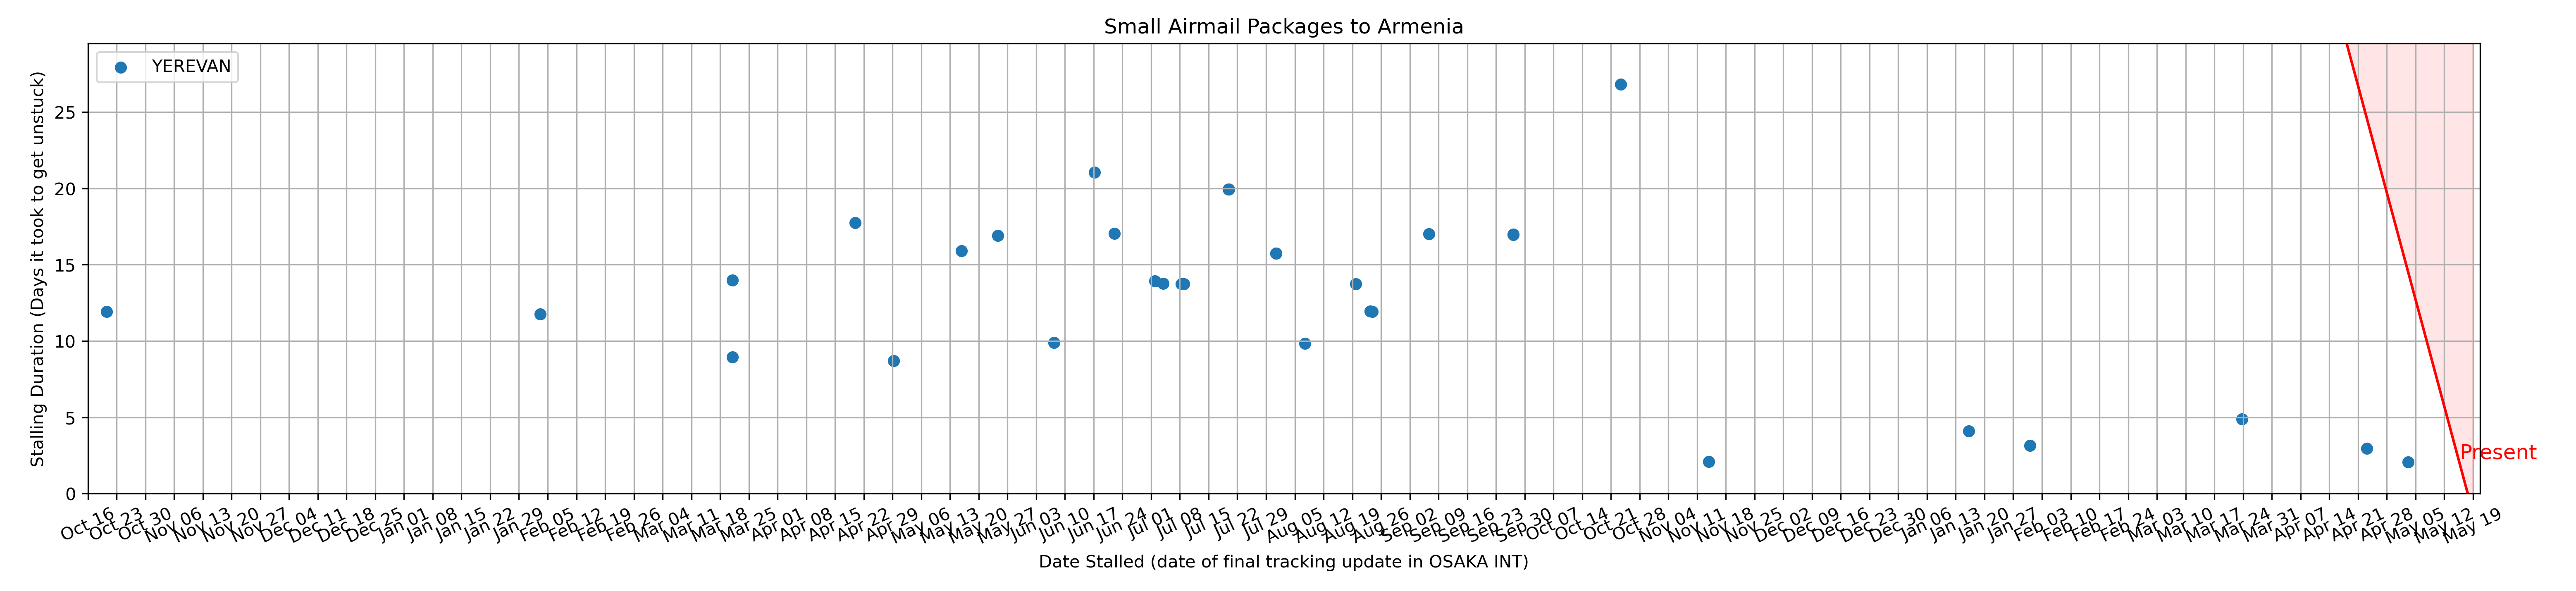 Small Airmail Packages to Armenia
YEREVAN
Stalling Duration (Days it took to get unstuck)
25
20
15
10
5
0
Present
Oct 16 Oct 23 Oct 30 Nov 06 Nov 13 Nov 20 Nov 27 Dec 04 Dec 11 Dec 18 Dec 25 Jan 01 Jan 08 Jan 15 Jan 22 Jan 29 Feb 05 Feb 12 Feb 19 Feb 26 Mar 04 Mar 11 Mar 18 Mar 25 Apr 01 Apr 08 Apr 15 Apr 22 Apr 29 May 06 May 13 May 20 May 27 Jun 03 Jun 10 Jun 17 Jun 24 Jul 01 Jul 08 Jul 15 Jul 22 Jul 29 Aug 05 Aug 12 Aug 19 Aug 26 Sep 02 Sep 09 Sep 16 Sep 23 Sep 30 Oct 07 Oct 14 Oct 21 Oct 28 Nov 04 Nov 11 Nov 18 Nov 25 Dec 02 Dec 09 Dec 16 Dec 23 Dec 30 Jan 06 Jan 13 Jan 20 Jan 27 Feb 03 Feb 10 Feb 17 Feb 24 Mar 03 Mar 10 Mar 17 Mar 24 Mar 31 Apr 07 Apr 14 Apr 21 Apr 28 May 05 May 12 May 19
Date Stalled (date of final tracking update in OSAKA INT)